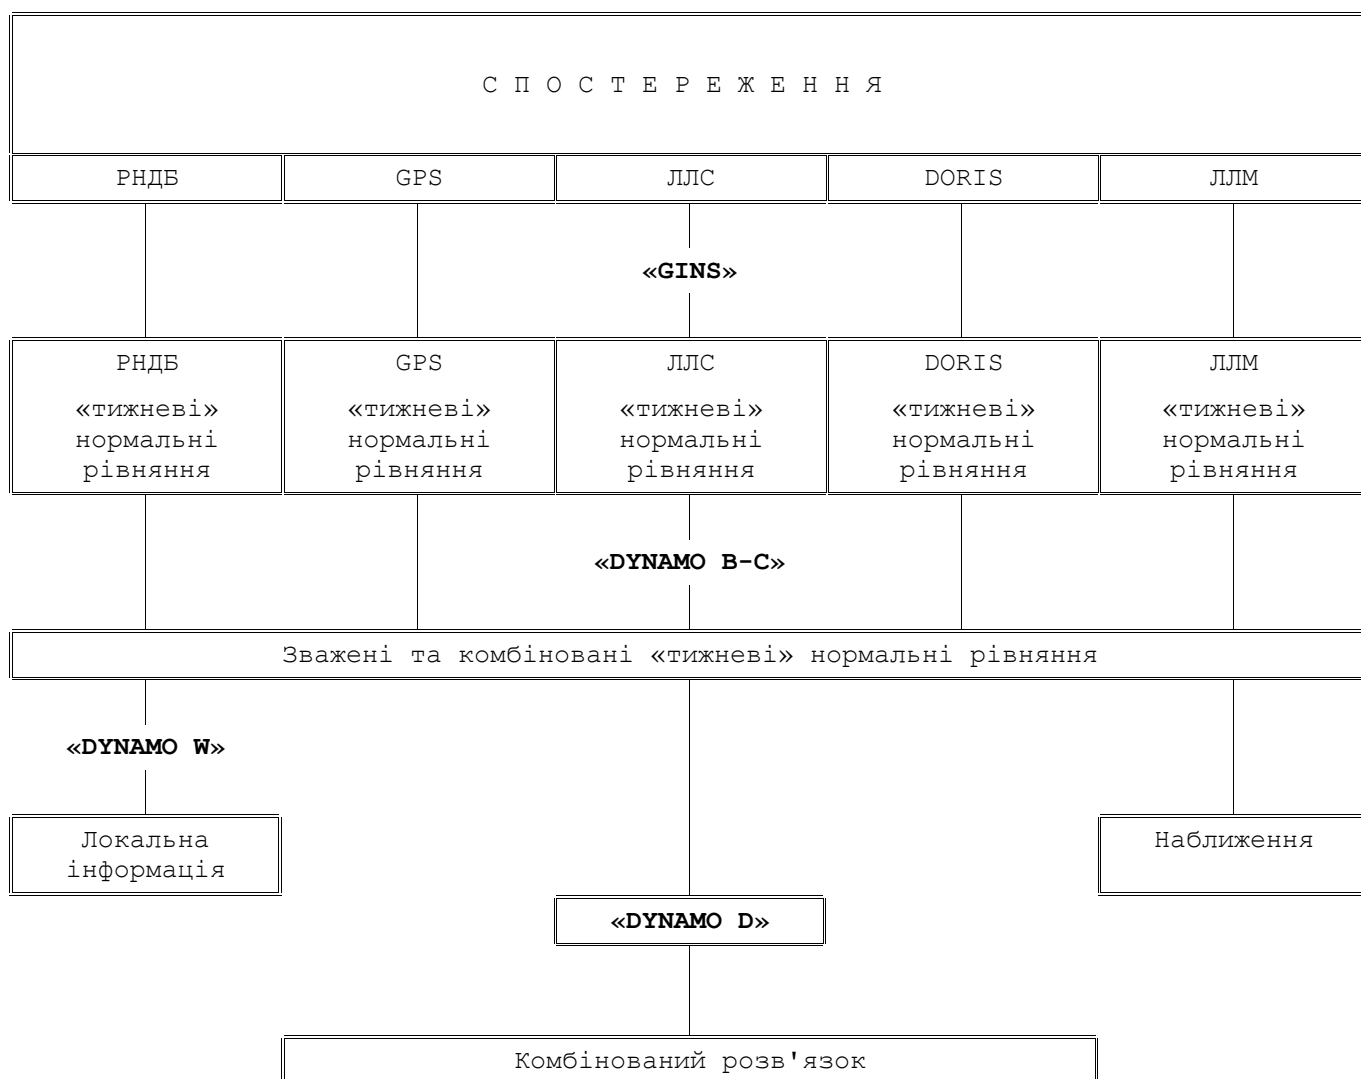 С П О С Т Е Р Е Ж Е Н Н Я
РНДБ GPS ЛЛС DORIS ЛЛМ
«GINS»
РНДБ GPS ЛЛС DORIS ЛЛМ
«тижневі» «тижневі» «тижневі» «тижневі» «тижневі»
нормальні нормальні нормальні нормальні нормальні
рівняння рівняння рівняння рівняння рівняння
«DYNAMO B-C»
Зважені та комбіновані «тижневі» нормальні рівняння
«DYNAMO W»
Локальна Наближення
інформація
«DYNAMO D»
Комбінований розв'язок